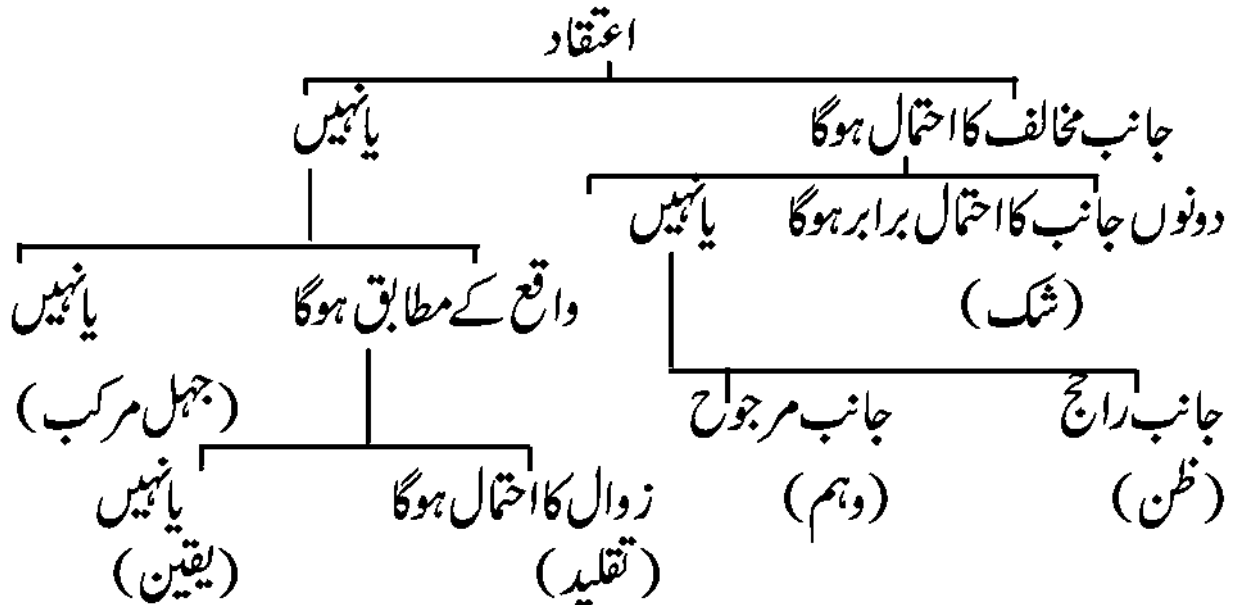 اعتقاد
جانب مخالف کا احتمال ہوگا یا نہیں
دونوں جانب کا احتمال برابر ہوگا یا نہیں
(شک)
واقع کے مطابق ہوگا یا نہیں
(جہل مرکب)
جانب راجح جانب مرجوح
(ظن) (وہم)
زوال کا احتمال ہوگا یا نہیں
(تقلید) (یقین)